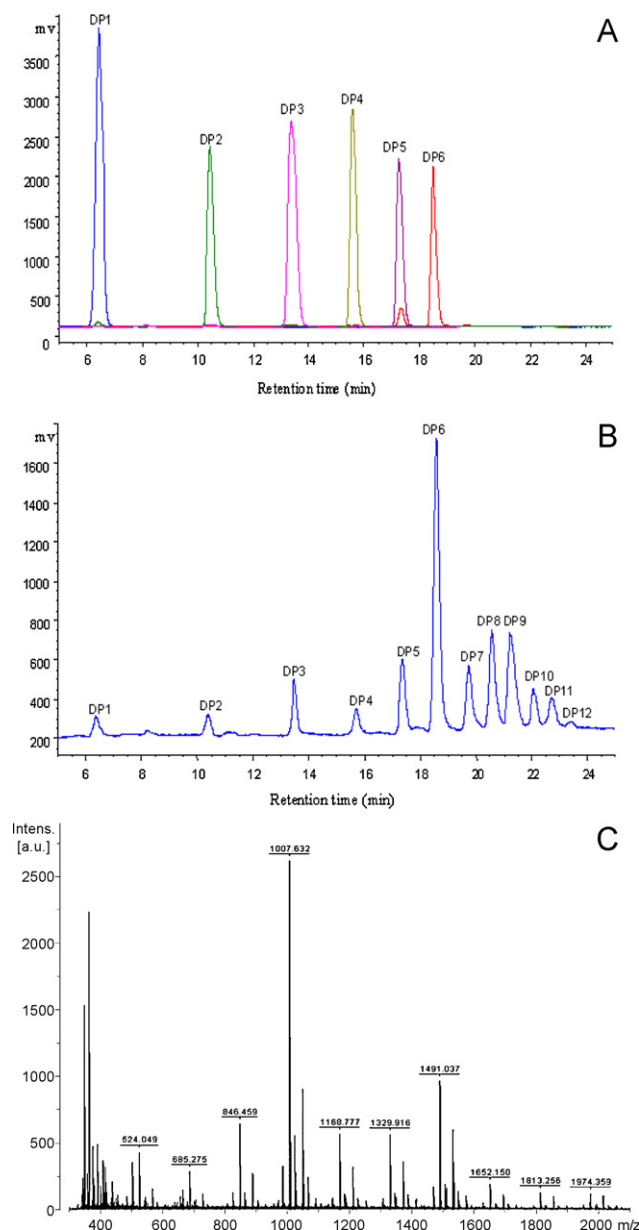 A
mv
DP1
DP2
DP3
DP4
DP5
DP6
3500
3000
2500
2000
1500
1000
500
0
6 8 10 12 14 16 18 20 22 24
Retention time (min)
B
mv
DP6
1600
1400
1200
1000
800
600
400
200
DP1
DP2
DP3
DP4
DP5
DP7
DP8
DP9
DP10
DP11
DP12
6 8 10 12 14 16 18 20 22 24
Retention time (min)
C
Intens.
[a.u.]
2500
2000
1500
1000
500
0
524.049
685.275
846.459
1007.632
1168.777
1329.916
1491.037
1652.150
1813.256
1974.359
400 600 800 1000 1200 1400 1600 1800 2000 m/z